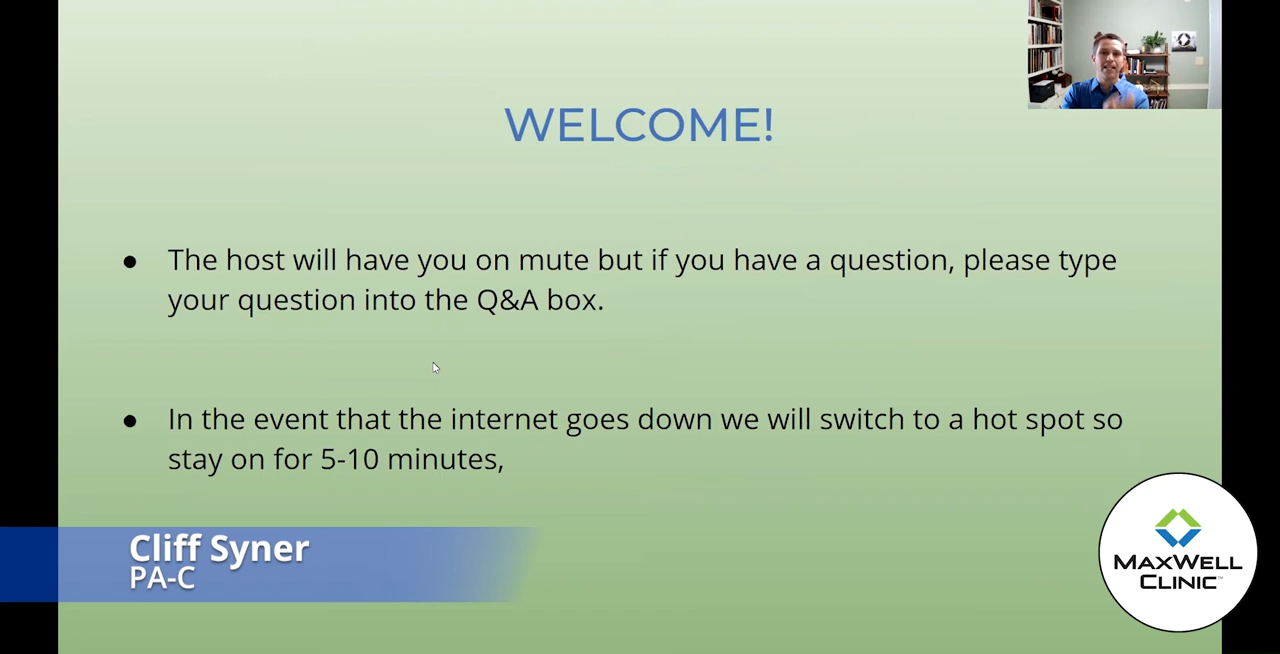 WELCOME!
● The host will have you on mute but if you have a question, please type
your question into the Q&A box.
● In the event that the internet goes down we will switch to a hot spot so
stay on for 5-10 minutes,
Cliff Syner
PA-C
MAXWELL
CLINIC™